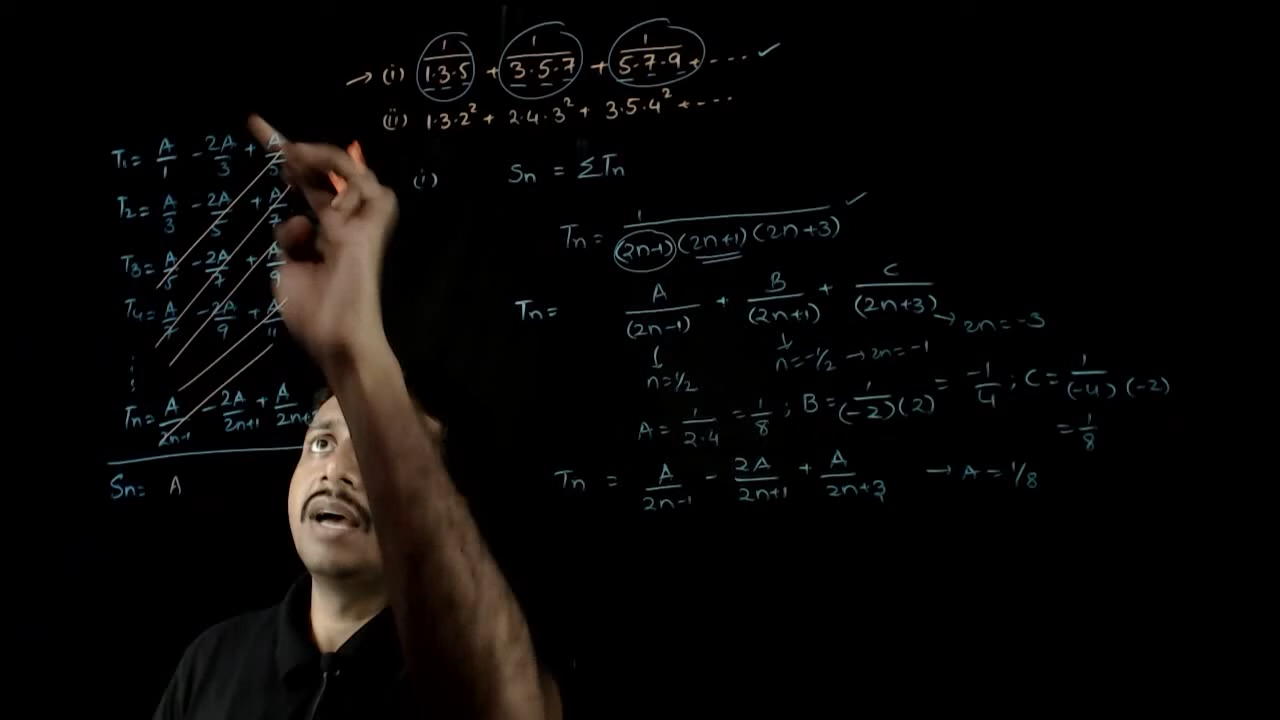 → (i) 1/(1·3·5) + 1/(3·5·7) + 1/(5·7·9) + ···· ✓
(ii) 1·3·2² + 2·4·3² + 3·5·4² + ····
T₁ = A/1 - 2A/3 + A/5
T₂ = A/3 - 2A/5 + A/7
T₃ = A/5 - 2A/7 + A/9
T₄ = A/7 - 2A/9 + A/11
⋮
Tn = A/(2n-1) - 2A/(2n+1) + A/
Sn = A
(i) Sn = ΣTn
Tn = 1/((2n-1)(2n+1)(2n+3)) ✓
Tn = A/(2n-1) + B/(2n+1) + C/(2n+3) → 2n = -3
↓ n = 1/2
↓ n = -1/2 → 2n = -1
A = 1/(2·4) = 1/8 ; B = 1/((-2)(2)) = -1/4 ; C = 1/((-4)(-2))
= 1/8
Tn = A/(2n-1) - 2A/(2n+1) + A/(2n+3) → A = 1/8